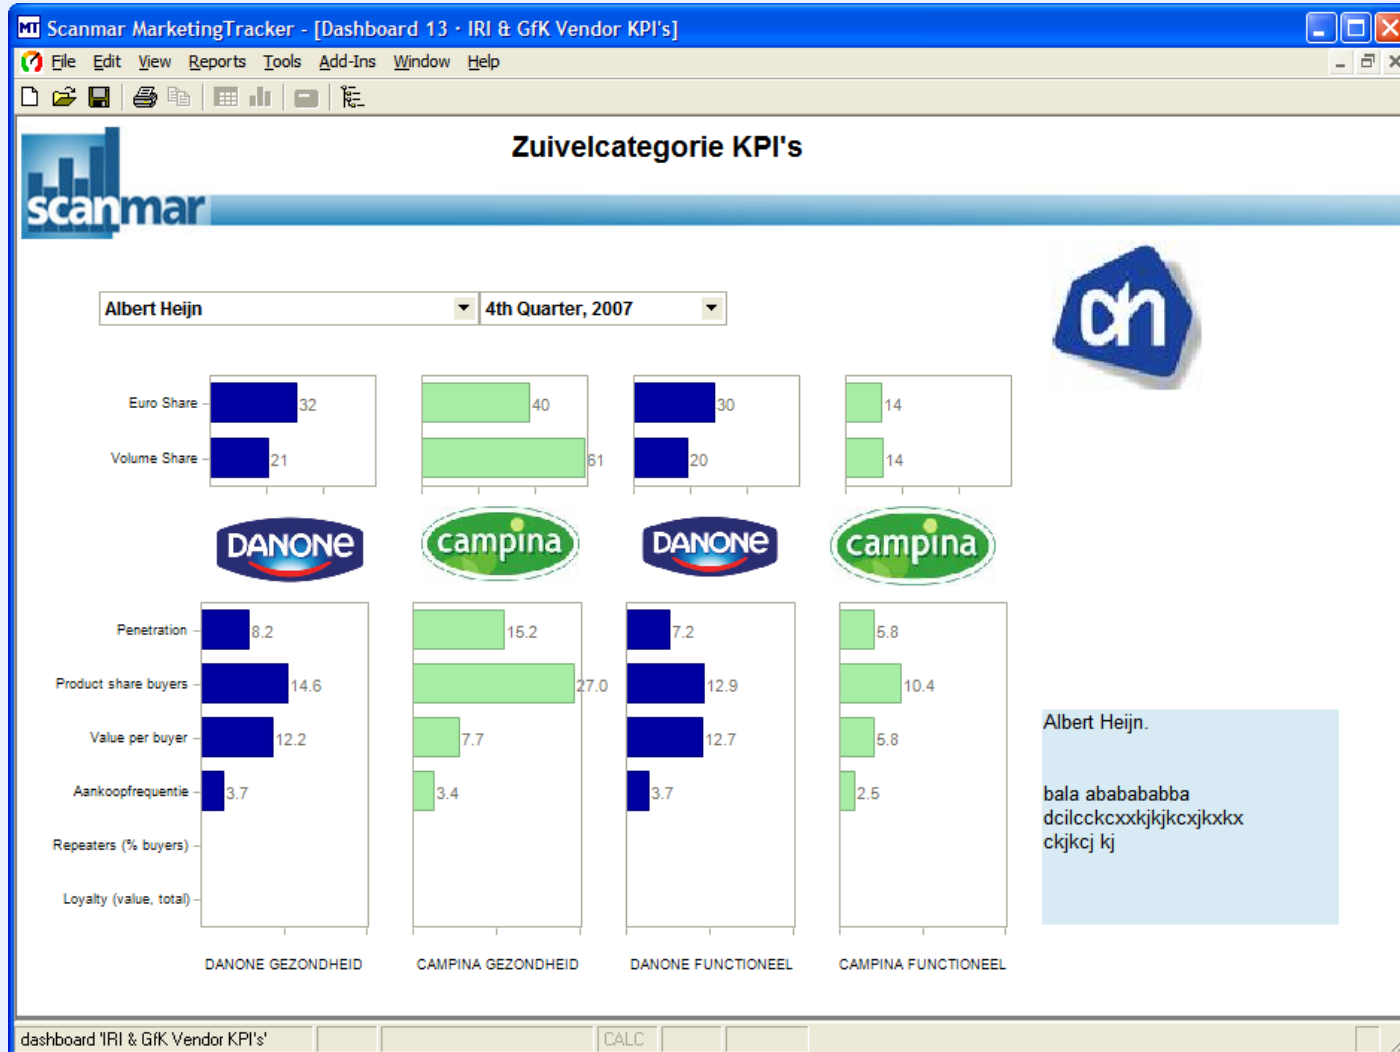 MT Scanmar MarketingTracker - [Dashboard 13 · IRI & GfK Vendor KPI's]
File Edit View Reports Tools Add-Ins Window Help
Zuivelcategorie KPI's
scanmar
ah
Albert Heijn 4th Quarter, 2007
Euro Share 32 40 30 14
Volume Share 21 61 20 14
DANONE campina DANONE campina
Penetration 8.2 15.2 7.2 5.8
Product share buyers 14.6 27.0 12.9 10.4
Value per buyer 12.2 7.7 12.7 5.8
Aankoopfrequentie 3.7 3.4 3.7 2.5
Repeaters (% buyers)
Loyalty (value, total)
Albert Heijn.
bala ababababba
dcilcckcxxkjkjkcxjkxkx
ckjkcj kj
DANONE GEZONDHEID CAMPINA GEZONDHEID DANONE FUNCTIONEEL CAMPINA FUNCTIONEEL
dashboard 'IRI & GfK Vendor KPI's' CALC